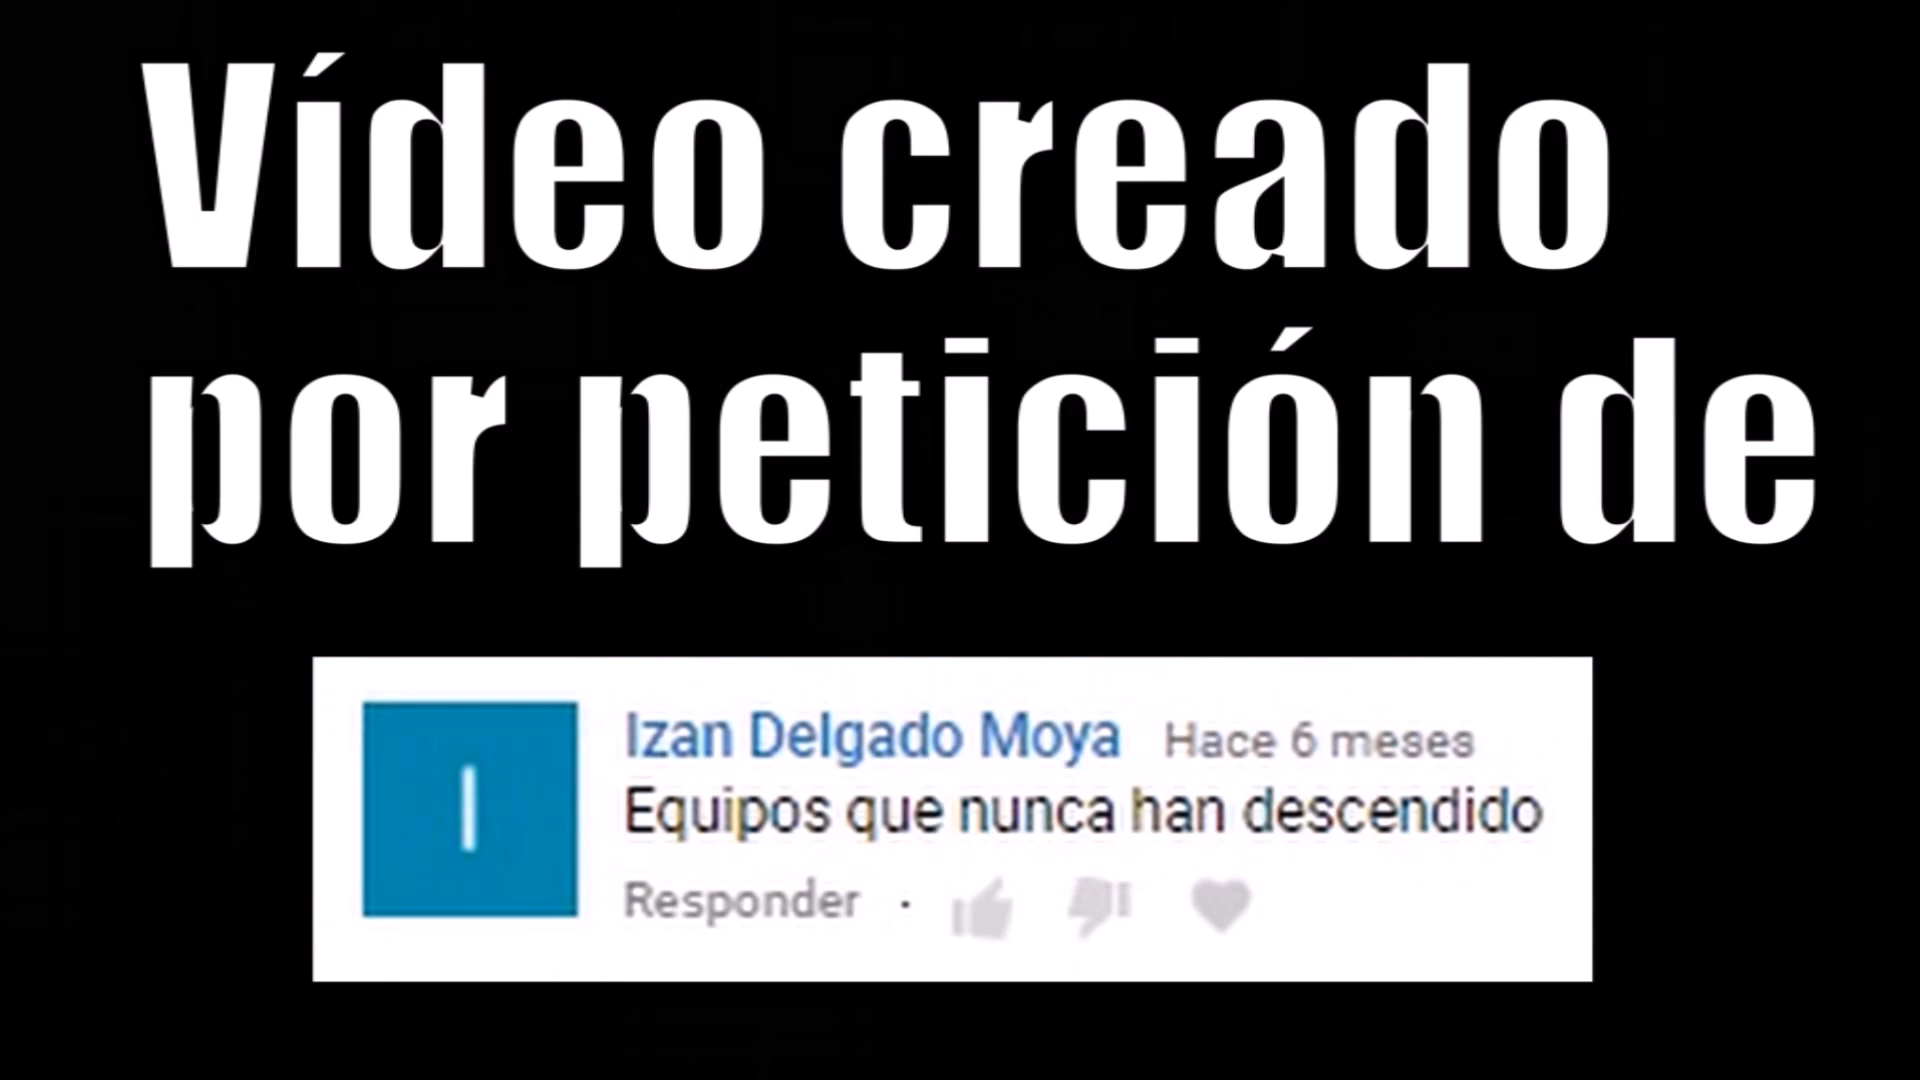 Vídeo creado
por petición de
I
Izan Delgado Moya Hace 6 meses
Equipos que nunca han descendido
Responder ·